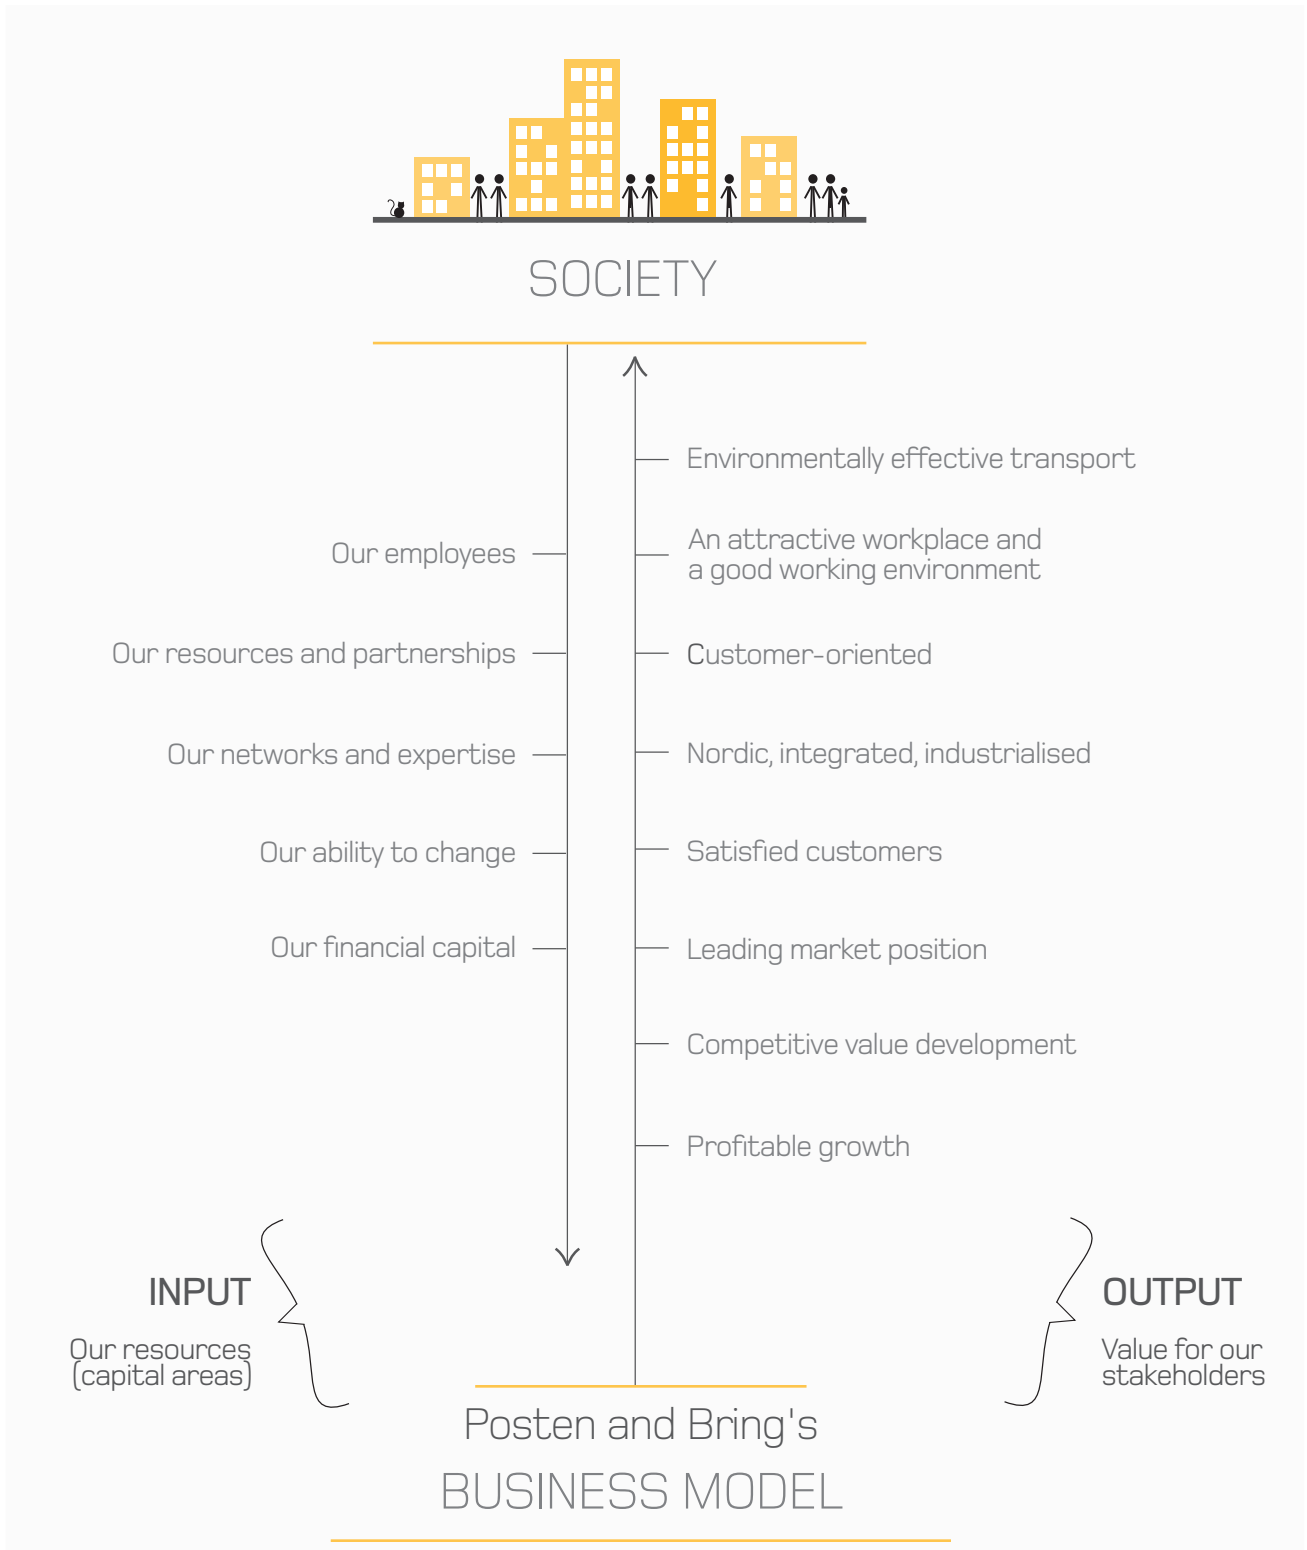 SOCIETY
Environmentally effective transport
Our employees
An attractive workplace and
a good working environment
Our resources and partnerships
Customer-oriented
Our networks and expertise
Nordic, integrated, industrialised
Our ability to change
Satisfied customers
Our financial capital
Leading market position
Competitive value development
Profitable growth
INPUT
Our resources
(capital areas)
OUTPUT
Value for our
stakeholders
Posten and Bring's
BUSINESS MODEL